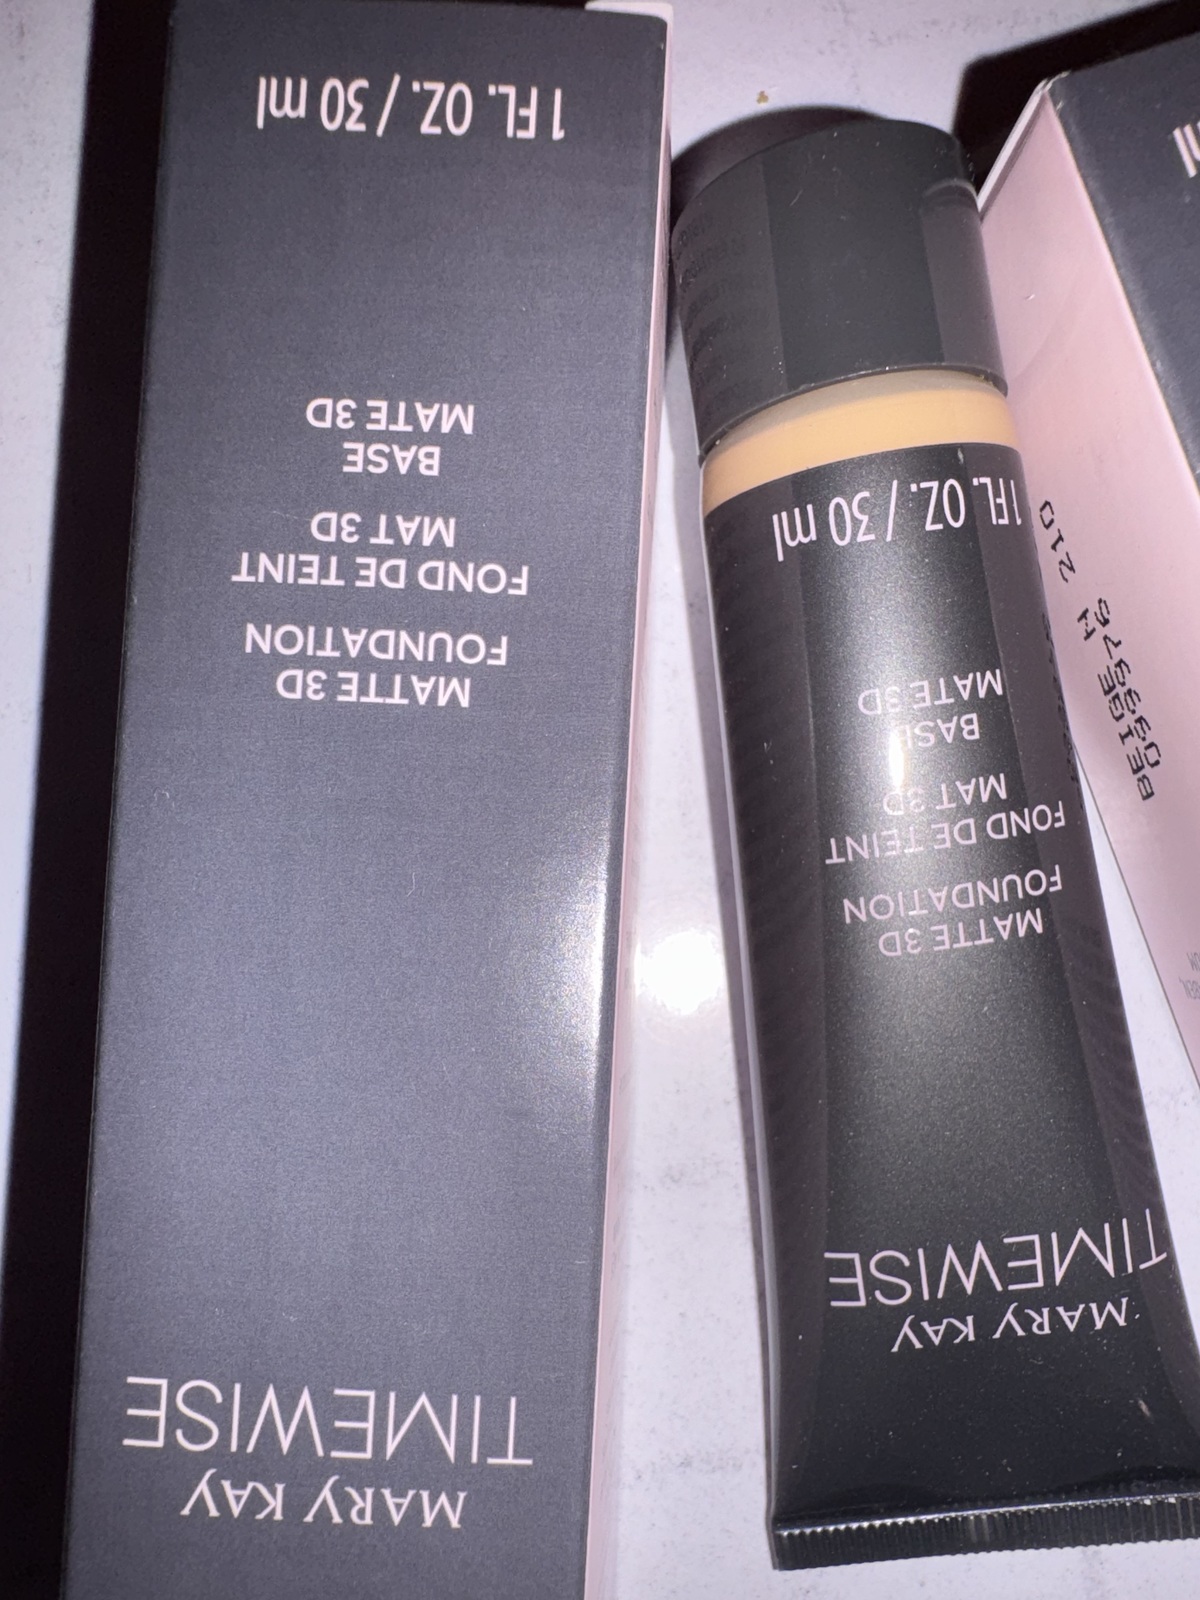 MARY KAY
TIMEWISE
MATTE 3D
FOUNDATION
FOND DE TEINT
MAT 3D
BASE
MATE 3D
1 FL. OZ. / 30 ml
MARY KAY
TIMEWISE
MATTE 3D
FOUNDATION
FOND DE TEINT
MAT 3D
BASE
MATE 3D
1 FL. OZ. / 30 ml
BEIGE M 210
ml